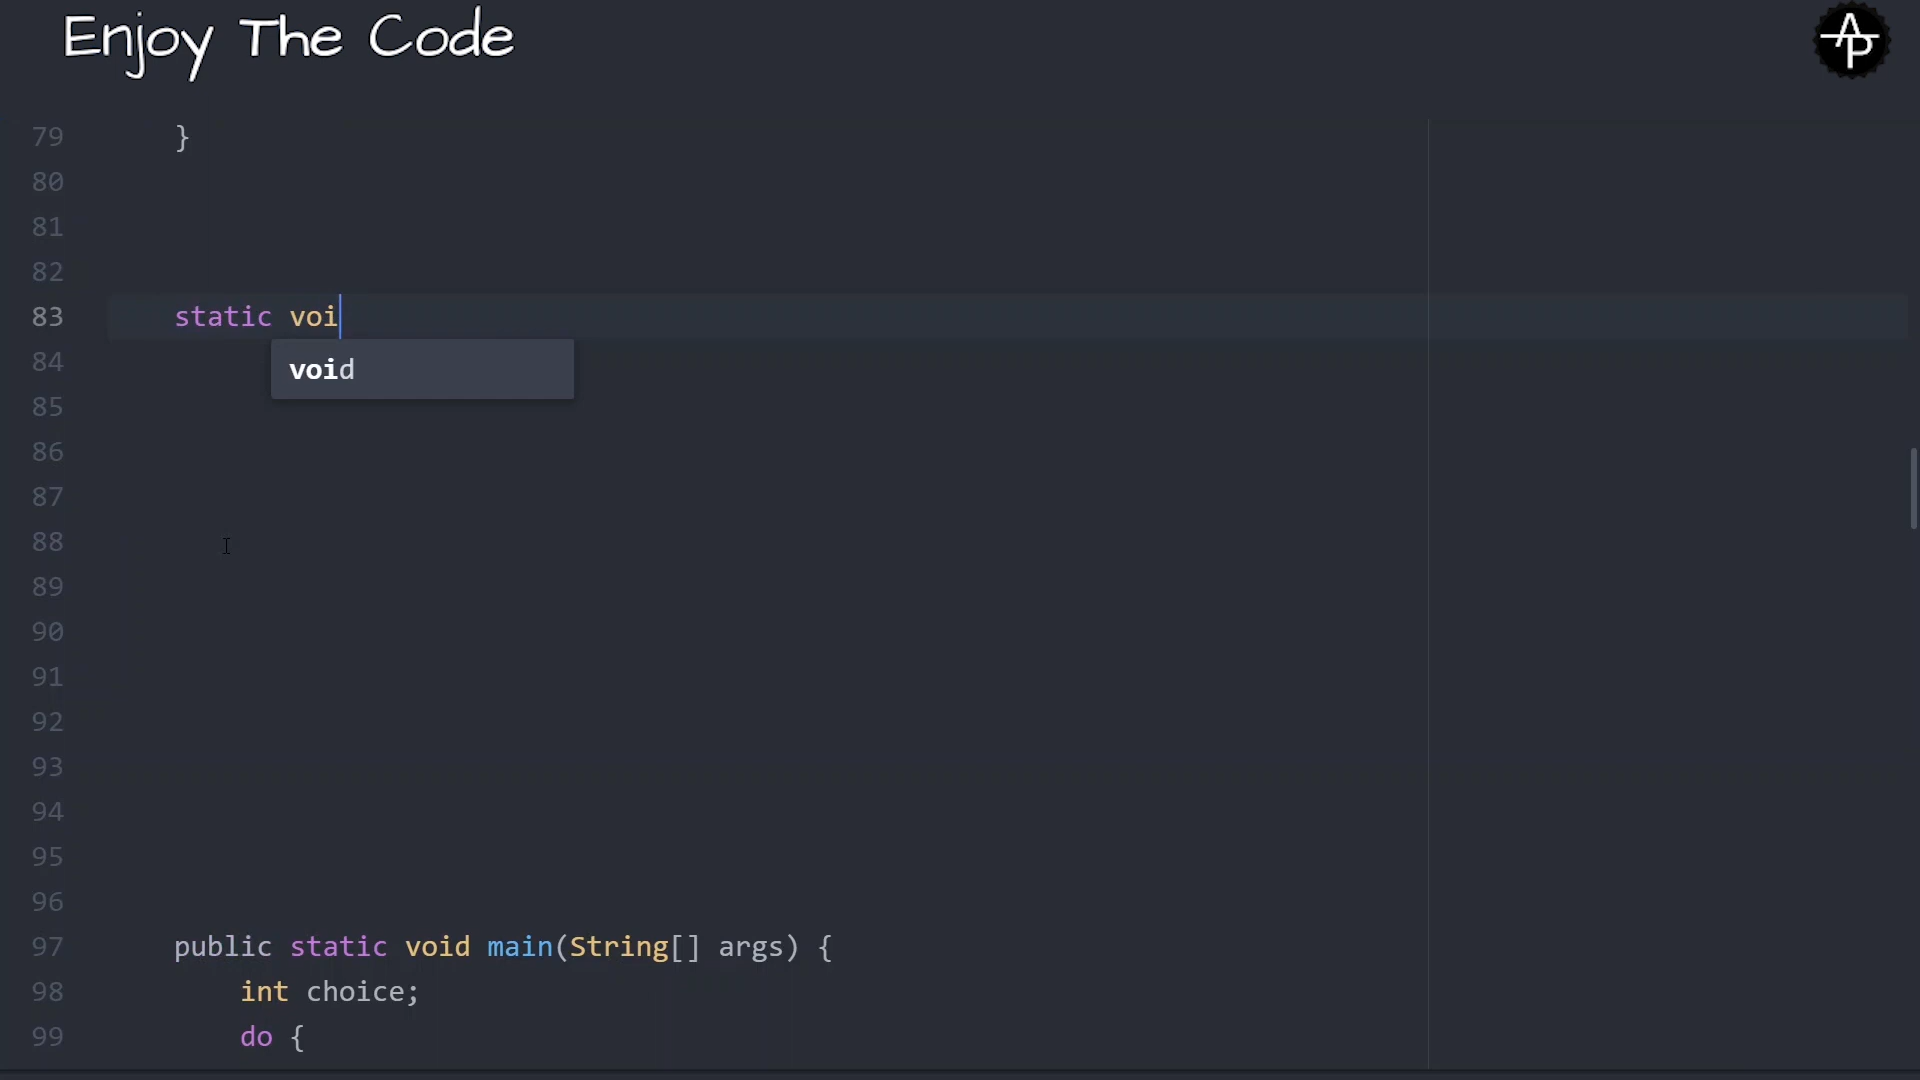 Enjoy The Code
AP
79 }
80
81
82
83 static voi
84 void
85
86
87
88
89
90
91
92
93
94
95
96
97 public static void main(String[] args) {
98 int choice;
99 do {